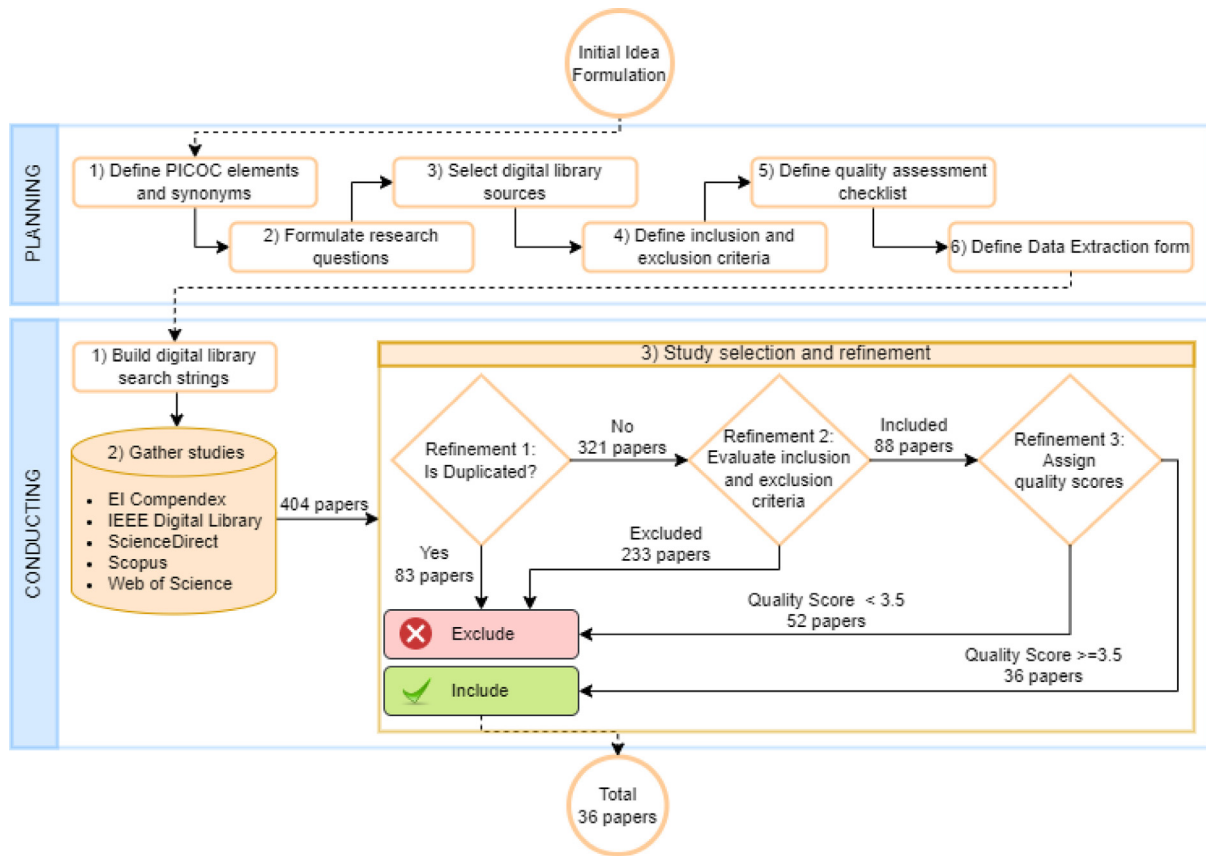 Initial Idea
Formulation
PLANNING
1) Define PICOC elements
and synonyms
2) Formulate research
questions
3) Select digital library
sources
4) Define inclusion and
exclusion criteria
5) Define quality assessment
checklist
6) Define Data Extraction form
CONDUCTING
1) Build digital library
search strings
2) Gather studies
• EI Compendex
• IEEE Digital Library
• ScienceDirect
• Scopus
• Web of Science
404 papers
3) Study selection and refinement
Refinement 1:
Is Duplicated?
No
321 papers
Refinement 2:
Evaluate inclusion
and exclusion
criteria
Included
88 papers
Refinement 3:
Assign
quality scores
Yes
83 papers
Excluded
233 papers
Quality Score < 3.5
52 papers
Quality Score >=3.5
36 papers
Exclude
Include
Total
36 papers